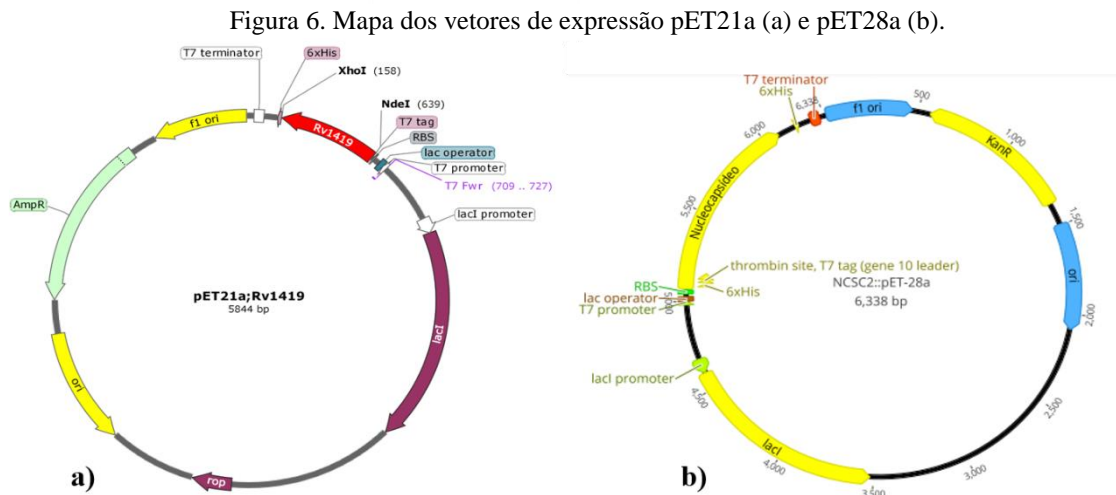 Figura 6. Mapa dos vetores de expressão pET21a (a) e pET28a (b).
T7 terminator
6xHis
XhoI (158)
NdeI (639)
T7 tag
RBS
lac operator
T7 promoter
T7 Fwr (709 .. 727)
lacI promoter
f1 ori
Rv1419
AmpR
pET21a;Rv1419
5844 bp
lacI
ori
rop
a)
T7 terminator
6xHis
6,338
f1 ori
500
KanR
1,000
1,500
ori
2,000
2,500
3,000
3,500
4,000
4,500
5,000
5,500
6,000
Nucleocapsídeo
thrombin site, T7 tag (gene 10 leader)
NCSC2::pET-28a
6,338 bp
6xHis
RBS
lac operator
T7 promoter
lacI promoter
lacI
b)